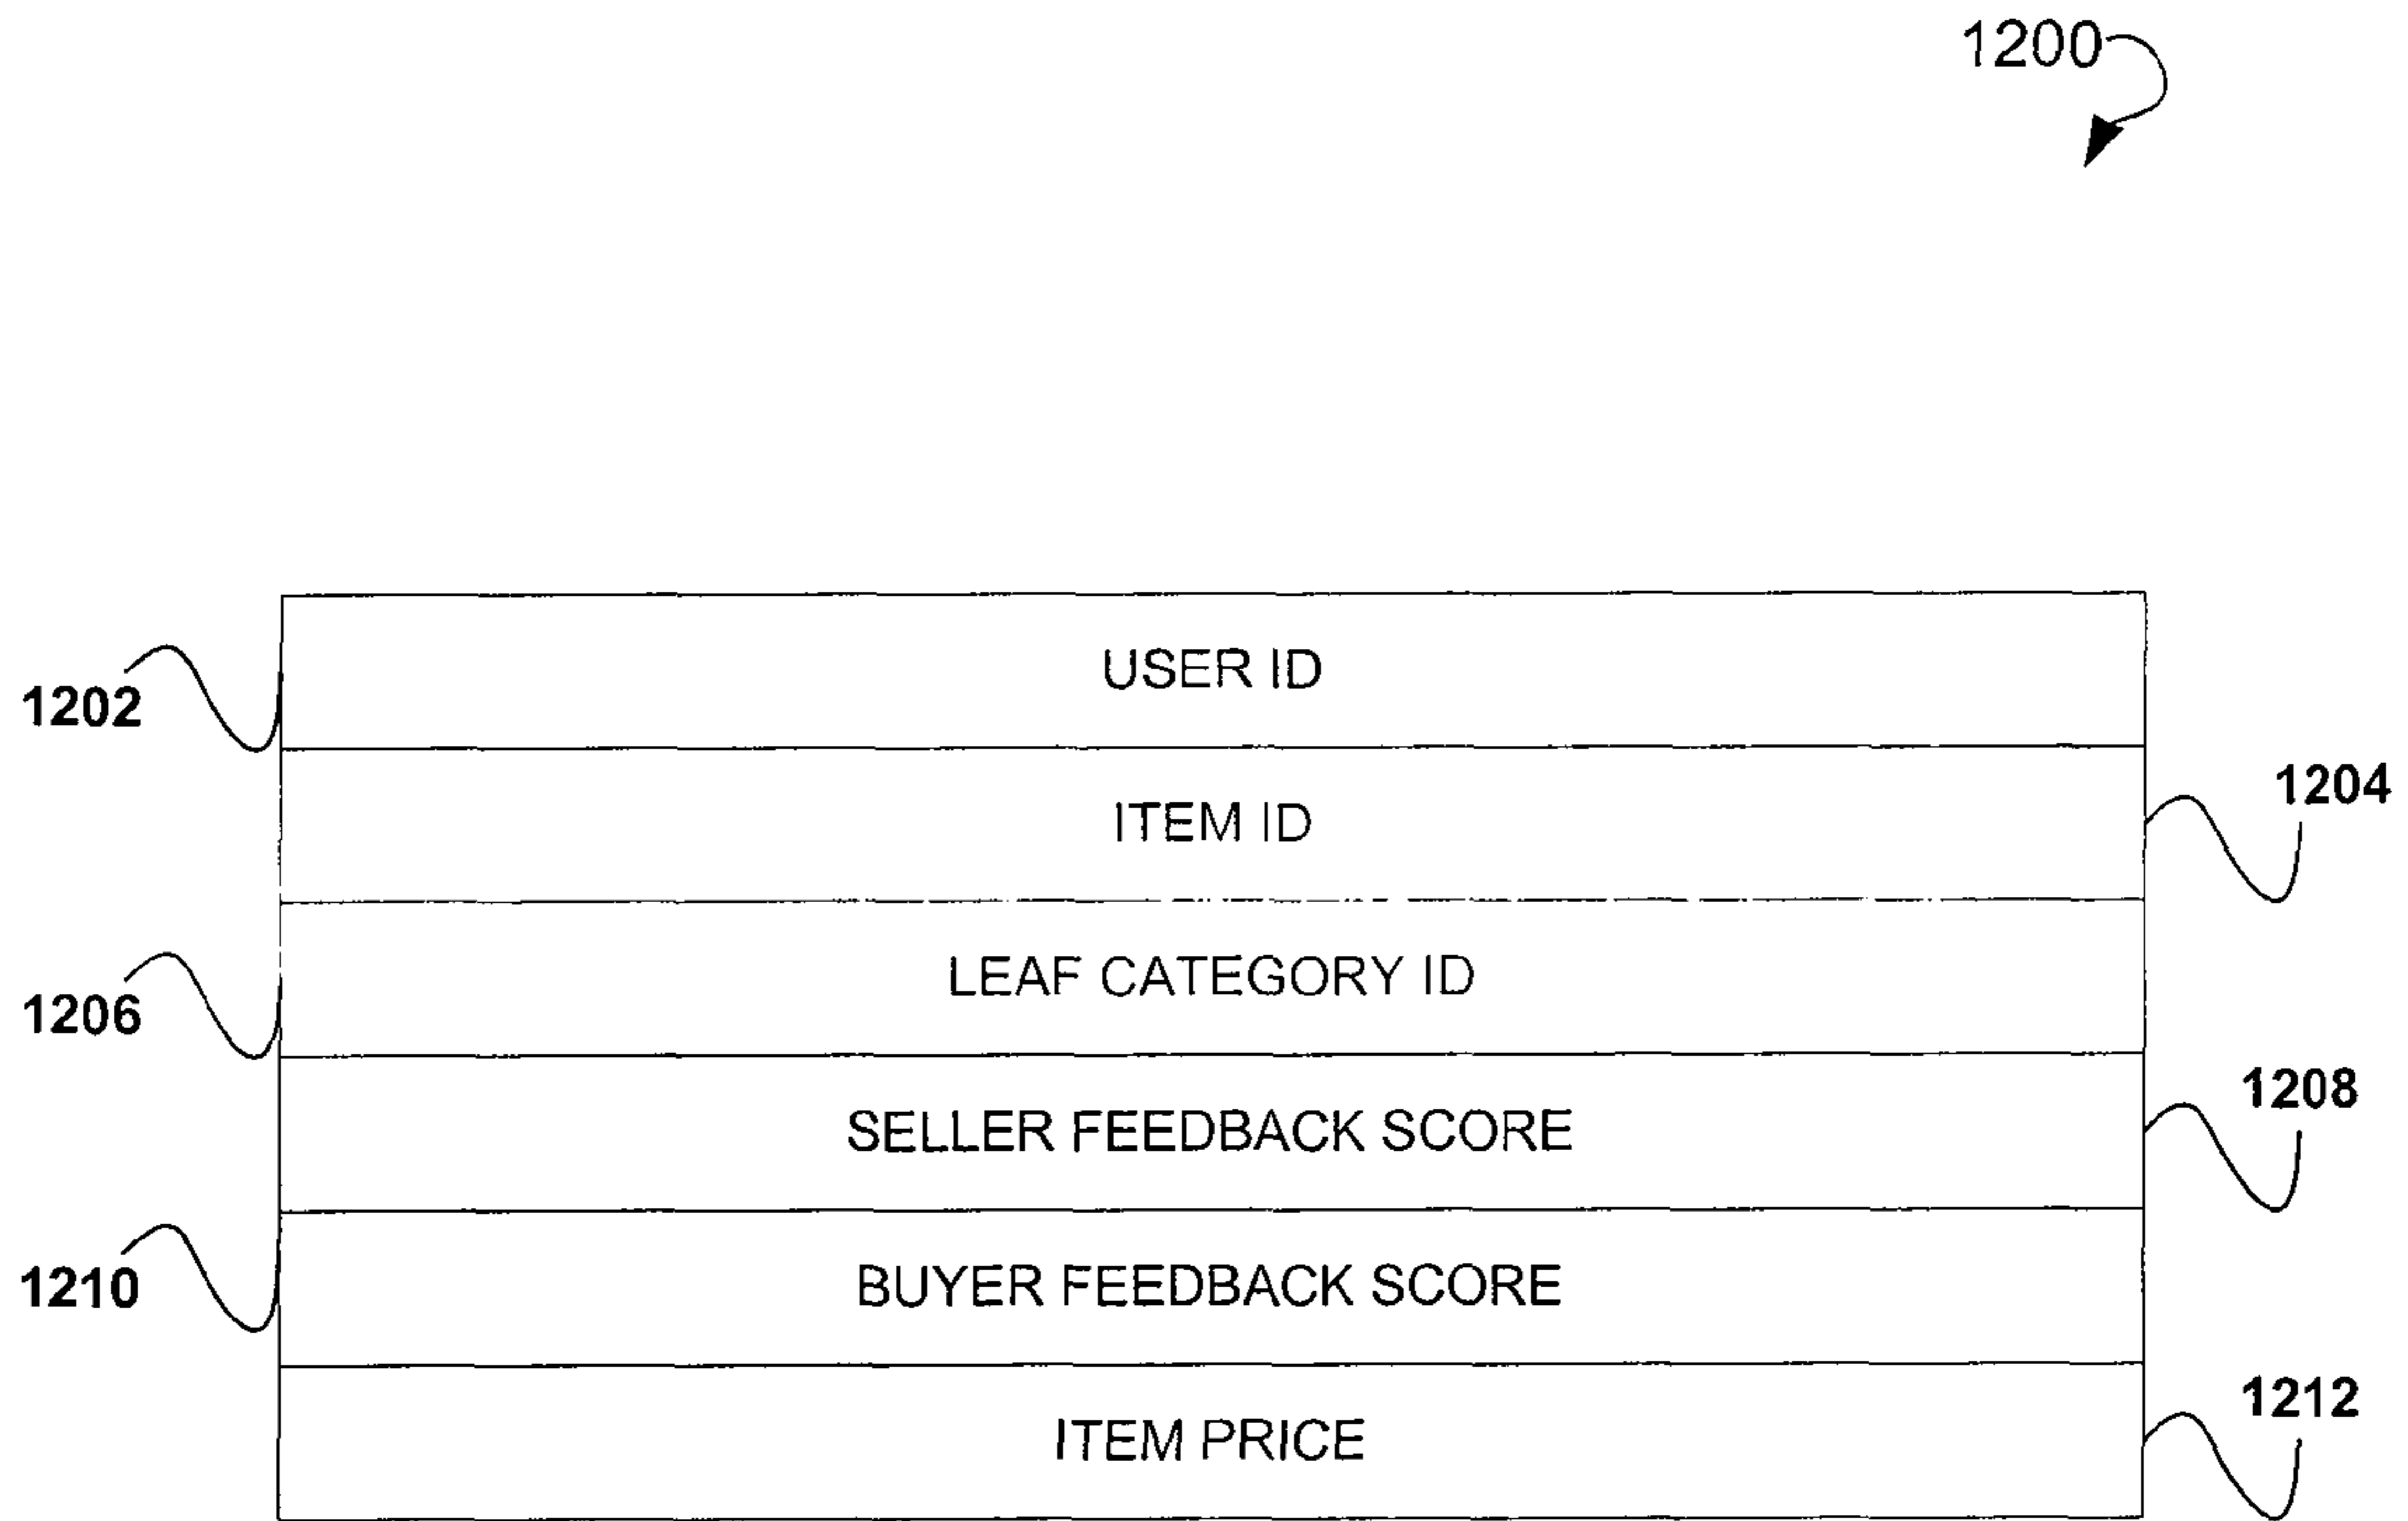 1200
USER ID
1202
ITEM ID
1204
LEAF CATEGORY ID
1206
SELLER FEEDBACK SCORE
1208
BUYER FEEDBACK SCORE
1210
ITEM PRICE
1212